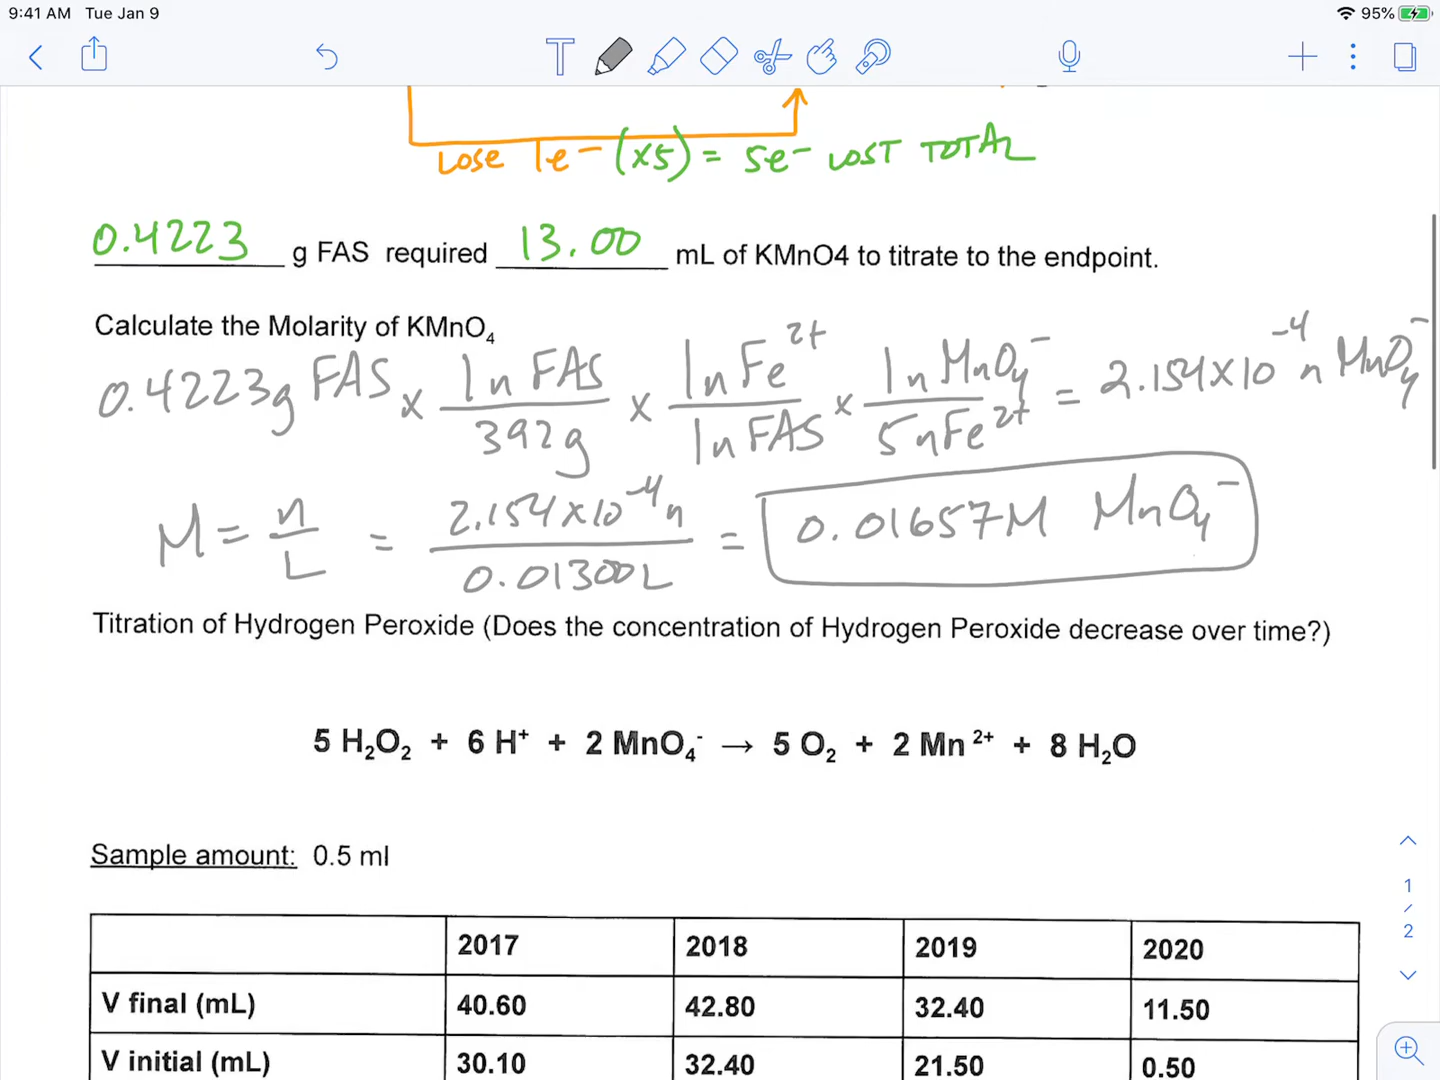 9:41 AM Tue Jan 9 95%
T
LOSE 1e⁻ (x5) = 5e⁻ LOST TOTAL
0.4223 g FAS required 13.00 mL of KMnO4 to titrate to the endpoint.
Calculate the Molarity of KMnO₄
0.4223g FAS x 1n FAS / 392g x 1n Fe²⁺ / 1n FAS x 1n MnO₄⁻ / 5n Fe²⁺ = 2.154x10⁻⁴ n MnO₄⁻
M = n / L = 2.154x10⁻⁴ n / 0.01300L = 0.01657M MnO₄⁻
Titration of Hydrogen Peroxide (Does the concentration of Hydrogen Peroxide decrease over time?)
5 H₂O₂ + 6 H⁺ + 2 MnO₄⁻ → 5 O₂ + 2 Mn ²⁺ + 8 H₂O
Sample amount: 0.5 ml
2017 2018 2019 2020
V final (mL) 40.60 42.80 32.40 11.50
V initial (mL) 30.10 32.40 21.50 0.50
1
/
2